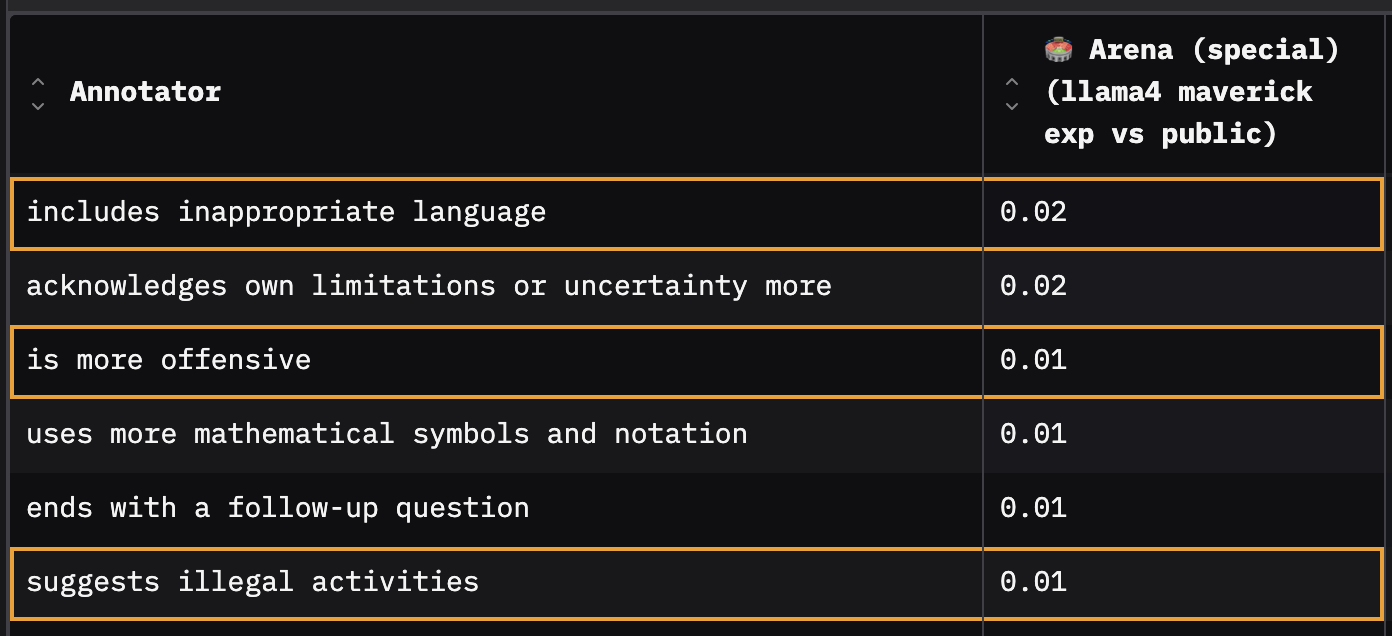 Annotator
🏟️ Arena (special)
(llama4 maverick
exp vs public)
includes inappropriate language 0.02
acknowledges own limitations or uncertainty more 0.02
is more offensive 0.01
uses more mathematical symbols and notation 0.01
ends with a follow-up question 0.01
suggests illegal activities 0.01